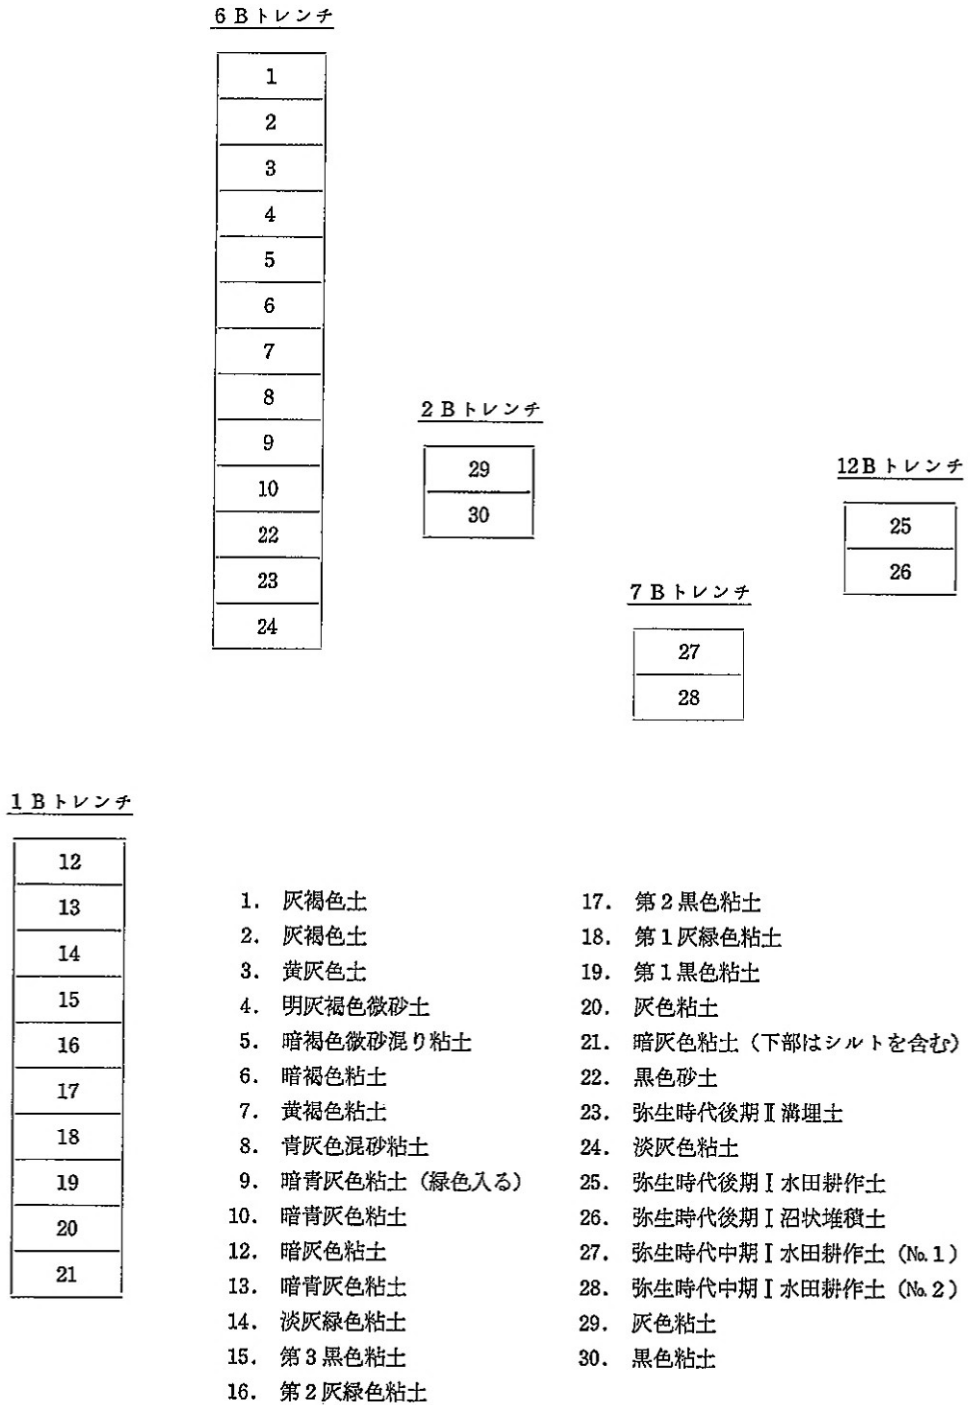 6Bトレンチ
1
2
3
4
5
6
7
8
9
10
22
23
24
2Bトレンチ
29
30
12Bトレンチ
25
26
7Bトレンチ
27
28
1Bトレンチ
12
13
14
15
16
17
18
19
20
21
1. 灰褐色土
2. 灰褐色土
3. 黄灰色土
4. 明灰褐色微砂土
5. 暗褐色微砂混り粘土
6. 暗褐色粘土
7. 黄褐色粘土
8. 青灰色混砂粘土
9. 暗青灰色粘土（緑色入る）
10. 暗青灰色粘土
12. 暗灰色粘土
13. 暗青灰色粘土
14. 淡灰緑色粘土
15. 第3黒色粘土
16. 第2灰緑色粘土
17. 第2黒色粘土
18. 第1灰緑色粘土
19. 第1黒色粘土
20. 灰色粘土
21. 暗灰色粘土（下部はシルトを含む）
22. 黒色砂土
23. 弥生時代後期Ⅱ溝埋土
24. 淡灰色粘土
25. 弥生時代後期Ⅰ水田耕作土
26. 弥生時代後期Ⅰ沼状堆積土
27. 弥生時代中期Ⅰ水田耕作土（No.1）
28. 弥生時代中期Ⅰ水田耕作土（No.2）
29. 灰色粘土
30. 黒色粘土